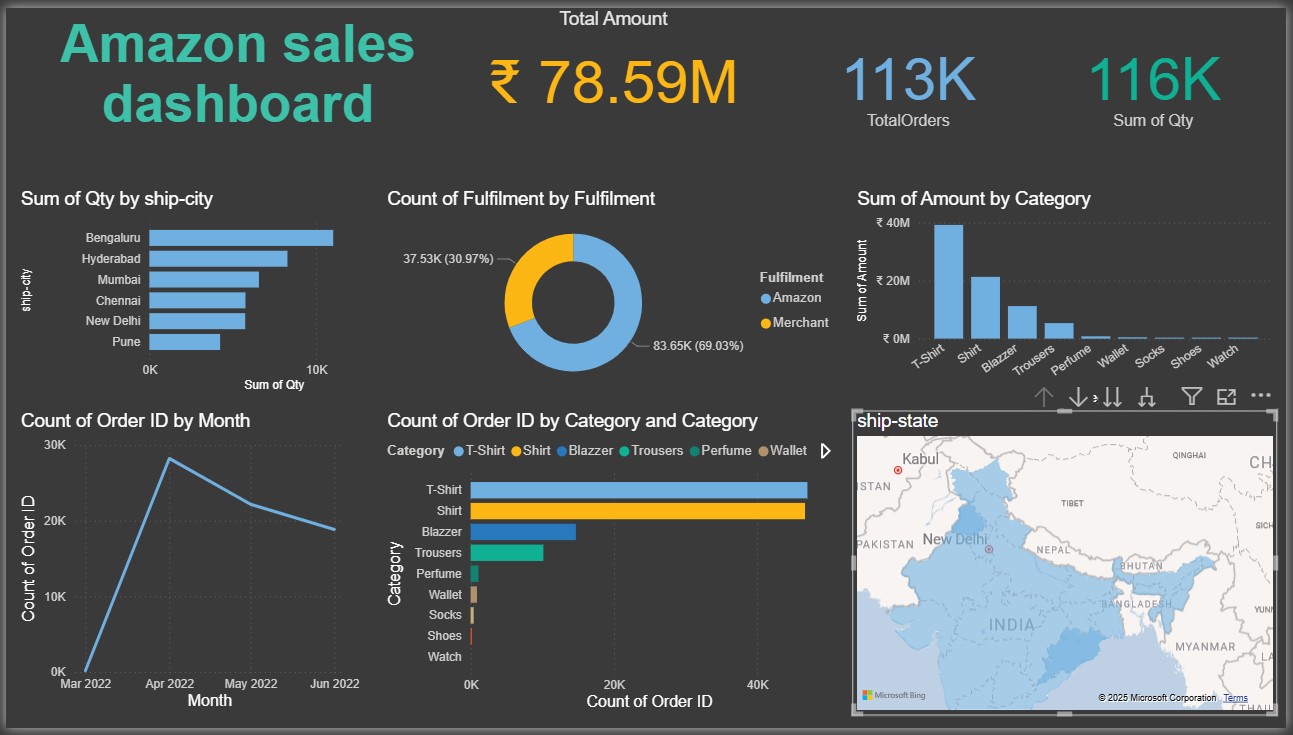 Amazon sales
dashboard
Total Amount
₹ 78.59M
113K
TotalOrders
116K
Sum of Qty
Sum of Qty by ship-city
ship-city
Bengaluru
Hyderabad
Mumbai
Chennai
New Delhi
Pune
0K
10K
Sum of Qty
Count of Fulfilment by Fulfilment
37.53K (30.97%)
83.65K (69.03%)
Fulfilment
Amazon
Merchant
Sum of Amount by Category
Sum of Amount
₹ 40M
₹ 20M
₹ 0M
T-Shirt
Shirt
Blazzer
Trousers
Perfume
Wallet
Socks
Shoes
Watch
Count of Order ID by Month
Count of Order ID
30K
20K
10K
0K
Mar 2022
Apr 2022
May 2022
Jun 2022
Month
Count of Order ID by Category and Category
Category
T-Shirt
Shirt
Blazzer
Trousers
Perfume
Wallet
Category
T-Shirt
Shirt
Blazzer
Trousers
Perfume
Wallet
Socks
Shoes
Watch
0K
20K
40K
Count of Order ID
ship-state
Kabul
QINGHAI
CH
ISTAN
TIBET
SICH
PAKISTAN
New Delhi
NEPAL
BHUTAN
BANGLADESH
YUNN
INDIA
MYANMAR
LA
Microsoft Bing
© 2025 Microsoft Corporation
Terms
THAI